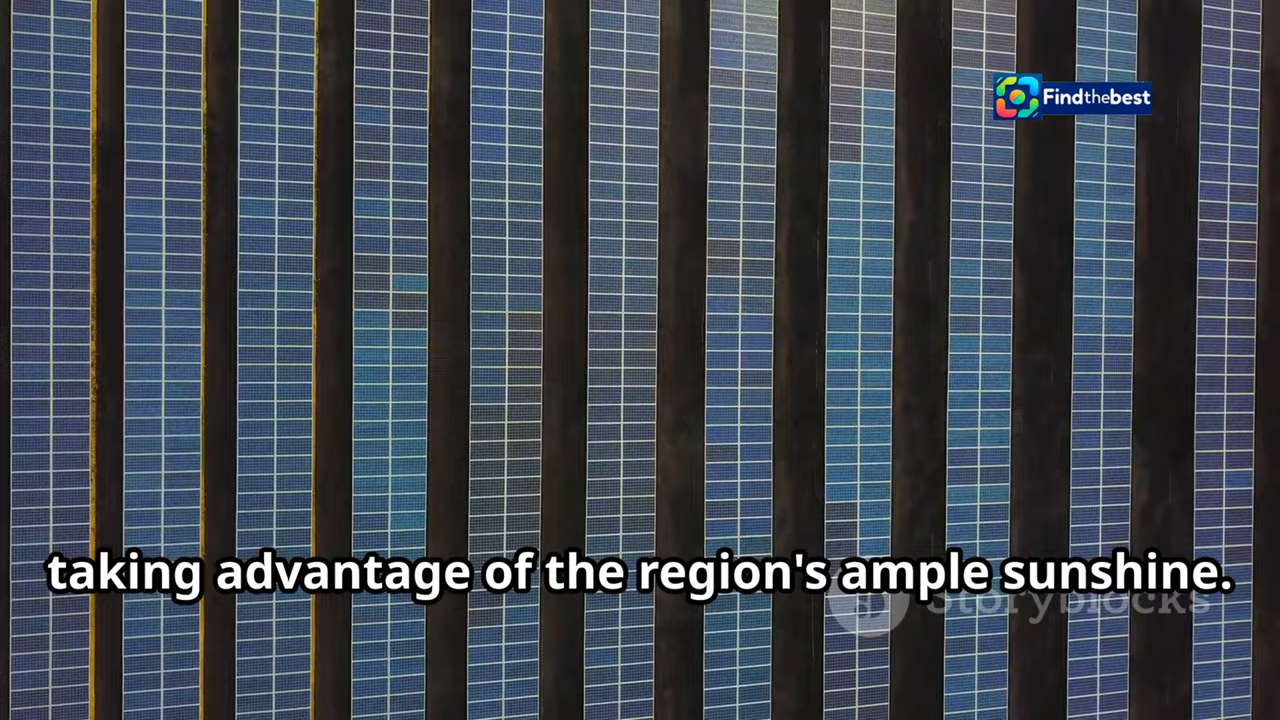 Findthebest
taking advantage of the region's ample sunshine.
Storyblocks